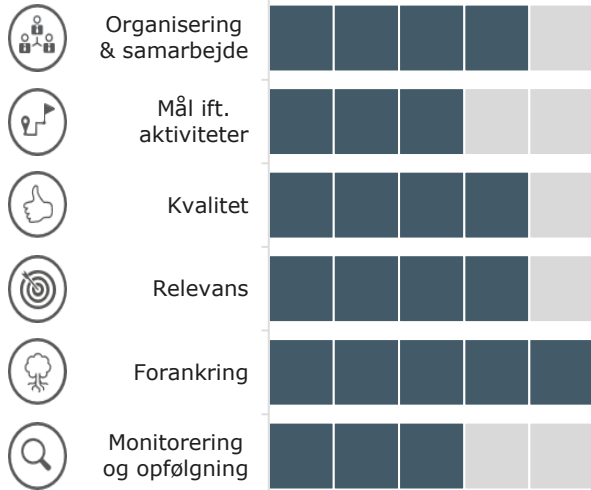 Organisering
& samarbejde
Mål ift.
aktiviteter
Kvalitet
Relevans
Forankring
Monitorering
og opfølgning